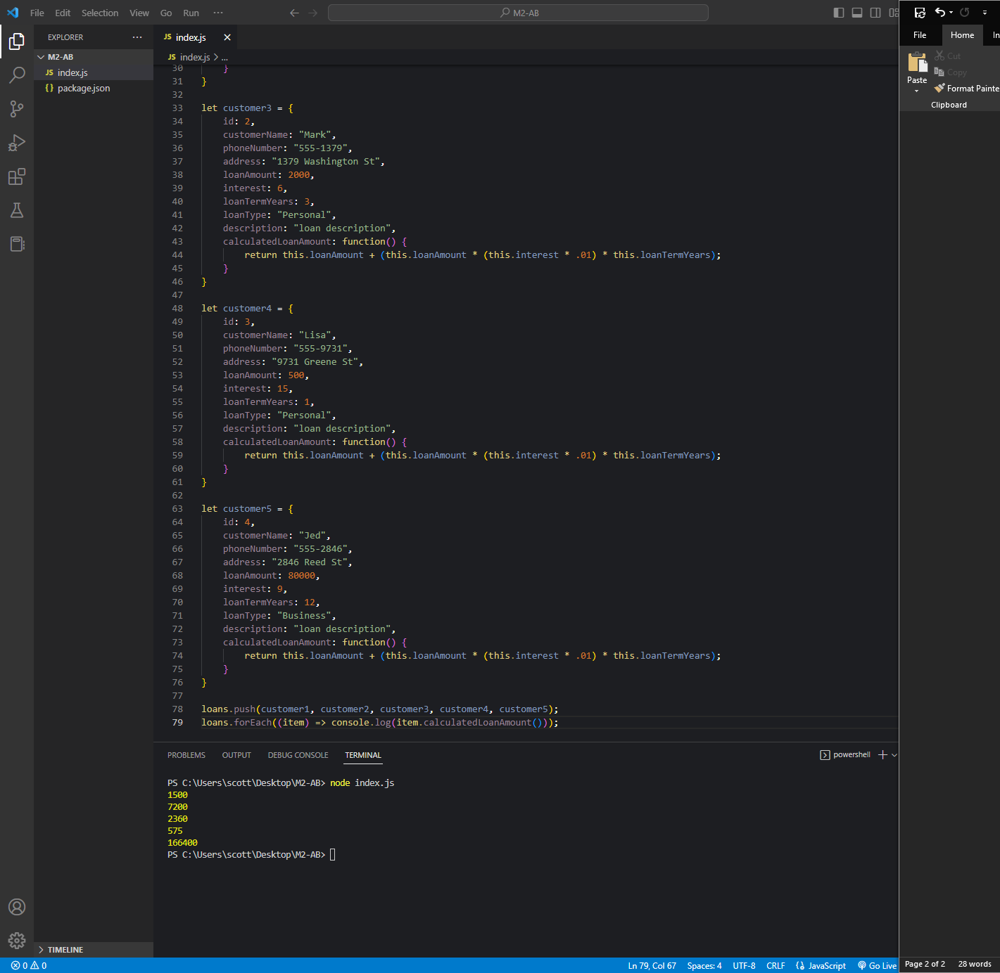 File Edit Selection View Go Run ··· M2-AB
EXPLORER ···
M2-AB
JS index.js
{} package.json
TIMELINE
JS index.js ×
JS index.js > ...
30 }
31 }
32
33 let customer3 = {
34 id: 2,
35 customerName: "Mark",
36 phoneNumber: "555-1379",
37 address: "1379 Washington St",
38 loanAmount: 2000,
39 interest: 6,
40 loanTermYears: 3,
41 loanType: "Personal",
42 description: "loan description",
43 calculatedLoanAmount: function() {
44 return this.loanAmount + (this.loanAmount * (this.interest * .01) * this.loanTermYears);
45 }
46 }
47
48 let customer4 = {
49 id: 3,
50 customerName: "Lisa",
51 phoneNumber: "555-9731",
52 address: "9731 Greene St",
53 loanAmount: 500,
54 interest: 15,
55 loanTermYears: 1,
56 loanType: "Personal",
57 description: "loan description",
58 calculatedLoanAmount: function() {
59 return this.loanAmount + (this.loanAmount * (this.interest * .01) * this.loanTermYears);
60 }
61 }
62
63 let customer5 = {
64 id: 4,
65 customerName: "Jed",
66 phoneNumber: "555-2846",
67 address: "2846 Reed St",
68 loanAmount: 80000,
69 interest: 9,
70 loanTermYears: 12,
71 loanType: "Business",
72 description: "loan description",
73 calculatedLoanAmount: function() {
74 return this.loanAmount + (this.loanAmount * (this.interest * .01) * this.loanTermYears);
75 }
76 }
77
78 loans.push(customer1, customer2, customer3, customer4, customer5);
79 loans.forEach((item) => console.log(item.calculatedLoanAmount()));
PROBLEMS OUTPUT DEBUG CONSOLE TERMINAL powershell
PS C:\Users\scott\Desktop\M2-AB> node index.js
1500
7200
2360
575
166400
PS C:\Users\scott\Desktop\M2-AB>
0 0 Ln 79, Col 67 Spaces: 4 UTF-8 CRLF {} JavaScript Go Live
File Home In
Cut
Copy
Paste
Format Painte
Clipboard
Page 2 of 2 28 words